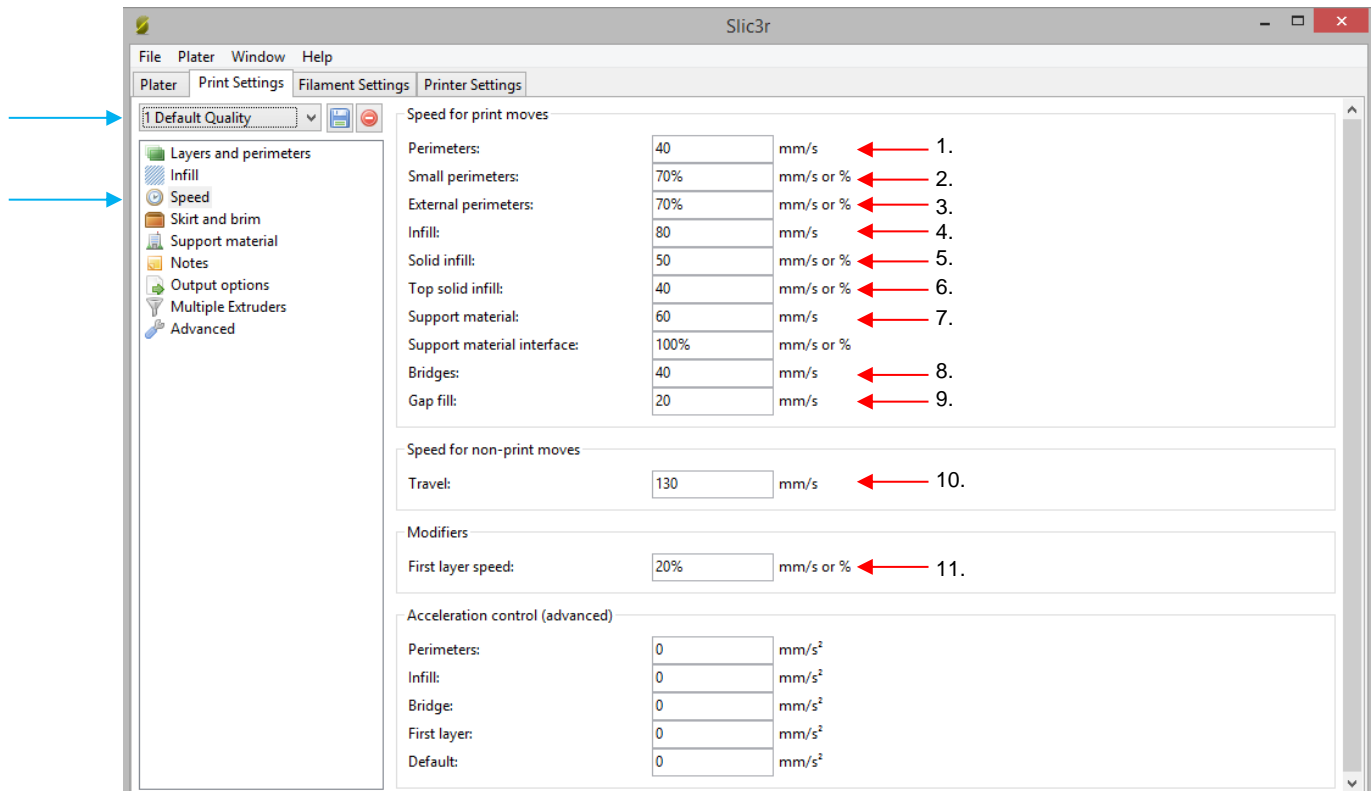 Slic3r
File Plater Window Help
Plater Print Settings Filament Settings Printer Settings
1 Default Quality
Layers and perimeters
Infill
Speed
Skirt and brim
Support material
Notes
Output options
Multiple Extruders
Advanced
Speed for print moves
Perimeters: 40 mm/s 1.
Small perimeters: 70% mm/s or % 2.
External perimeters: 70% mm/s or % 3.
Infill: 80 mm/s 4.
Solid infill: 50 mm/s or % 5.
Top solid infill: 40 mm/s or % 6.
Support material: 60 mm/s 7.
Support material interface: 100% mm/s or %
Bridges: 40 mm/s 8.
Gap fill: 20 mm/s 9.
Speed for non-print moves
Travel: 130 mm/s 10.
Modifiers
First layer speed: 20% mm/s or % 11.
Acceleration control (advanced)
Perimeters: 0 mm/s²
Infill: 0 mm/s²
Bridge: 0 mm/s²
First layer: 0 mm/s²
Default: 0 mm/s²